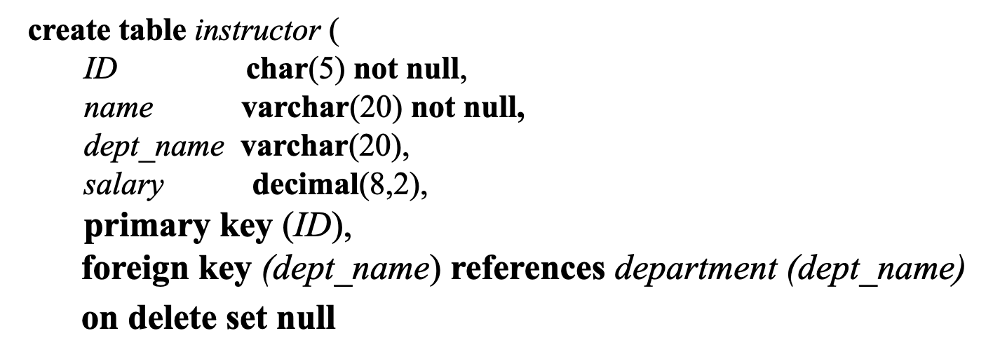 create table instructor (
ID char(5) not null,
name varchar(20) not null,
dept_name varchar(20),
salary decimal(8,2),
primary key (ID),
foreign key (dept_name) references department (dept_name)
on delete set null